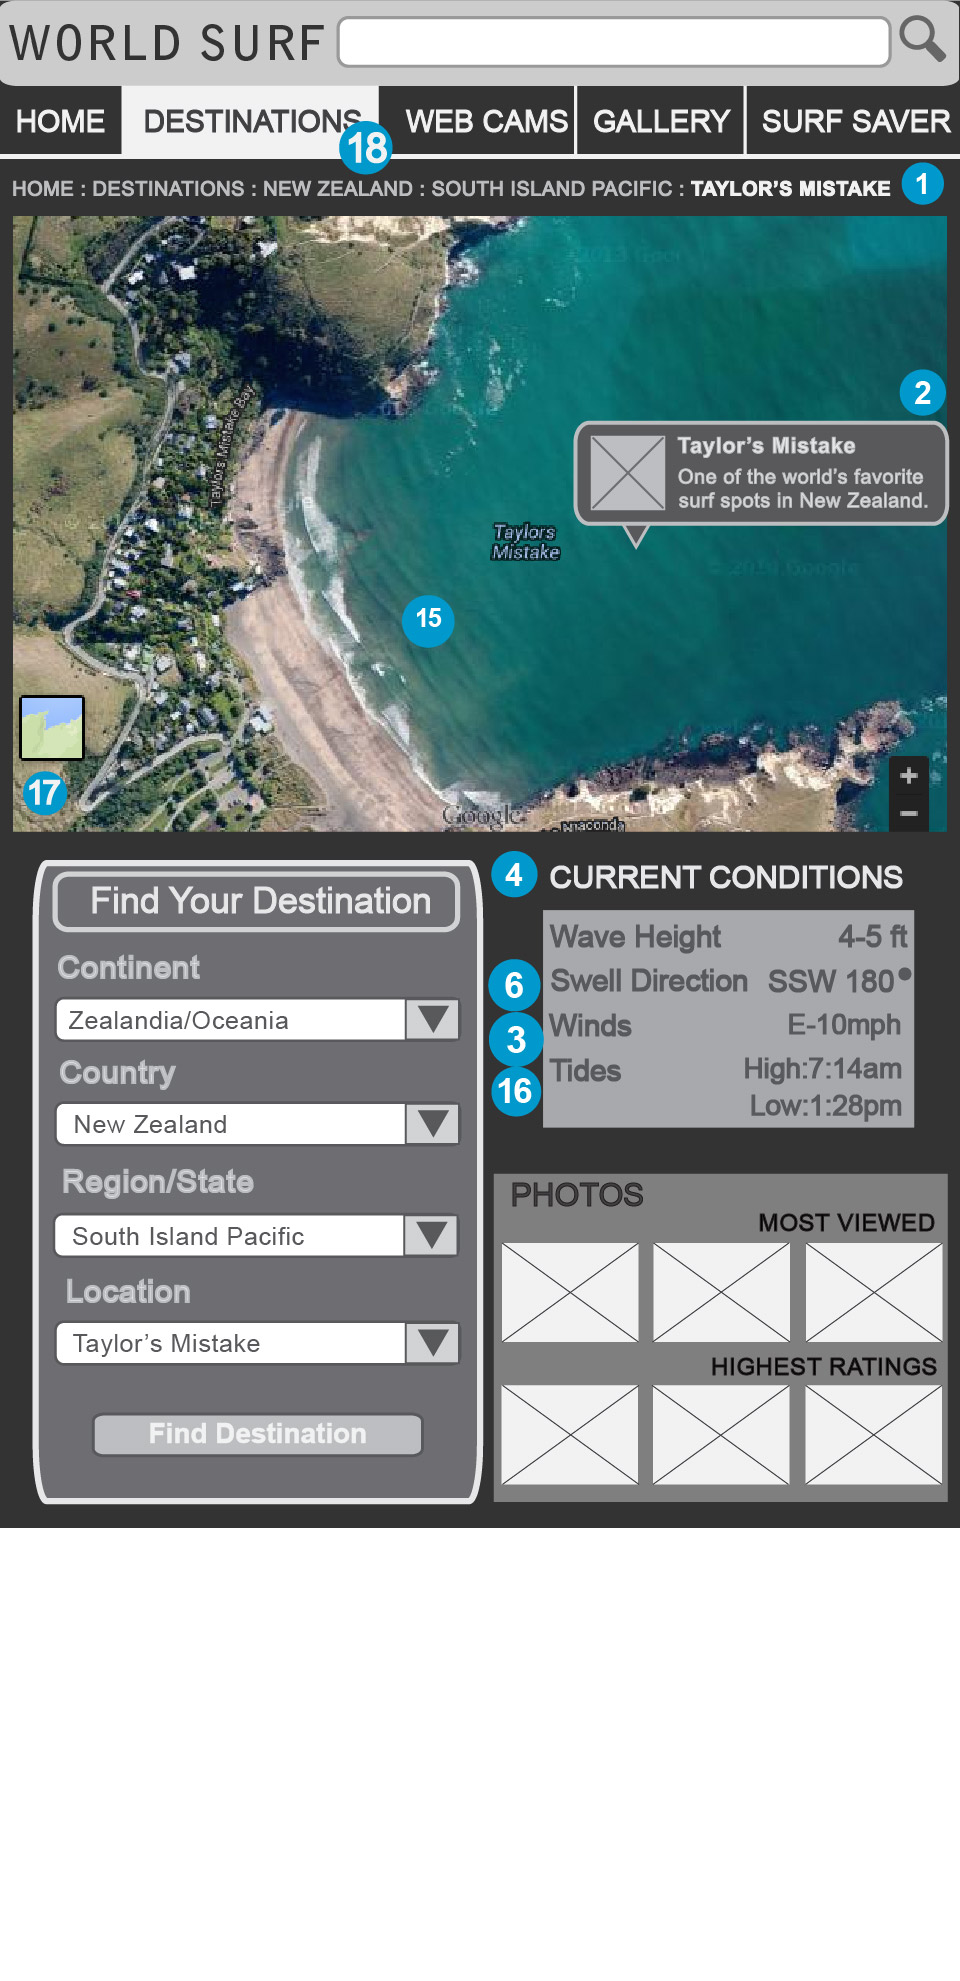 WORLD SURF
HOME DESTINATIONS WEB CAMS GALLERY SURF SAVER
18
HOME : DESTINATIONS : NEW ZEALAND : SOUTH ISLAND PACIFIC : TAYLOR'S MISTAKE 1
2
Taylor's Mistake
One of the world's favorite
surf spots in New Zealand.
Taylors Mistake Bay
Taylors
Mistake
15
17
+
−
Google
4 CURRENT CONDITIONS
Wave Height 4-5 ft
6 Swell Direction SSW 180°
3 Winds E-10mph
16 Tides High:7:14am
Low:1:28pm
Find Your Destination
Continent
Zealandia/Oceania
Country
New Zealand
Region/State
South Island Pacific
Location
Taylor's Mistake
Find Destination
PHOTOS
MOST VIEWED
HIGHEST RATINGS